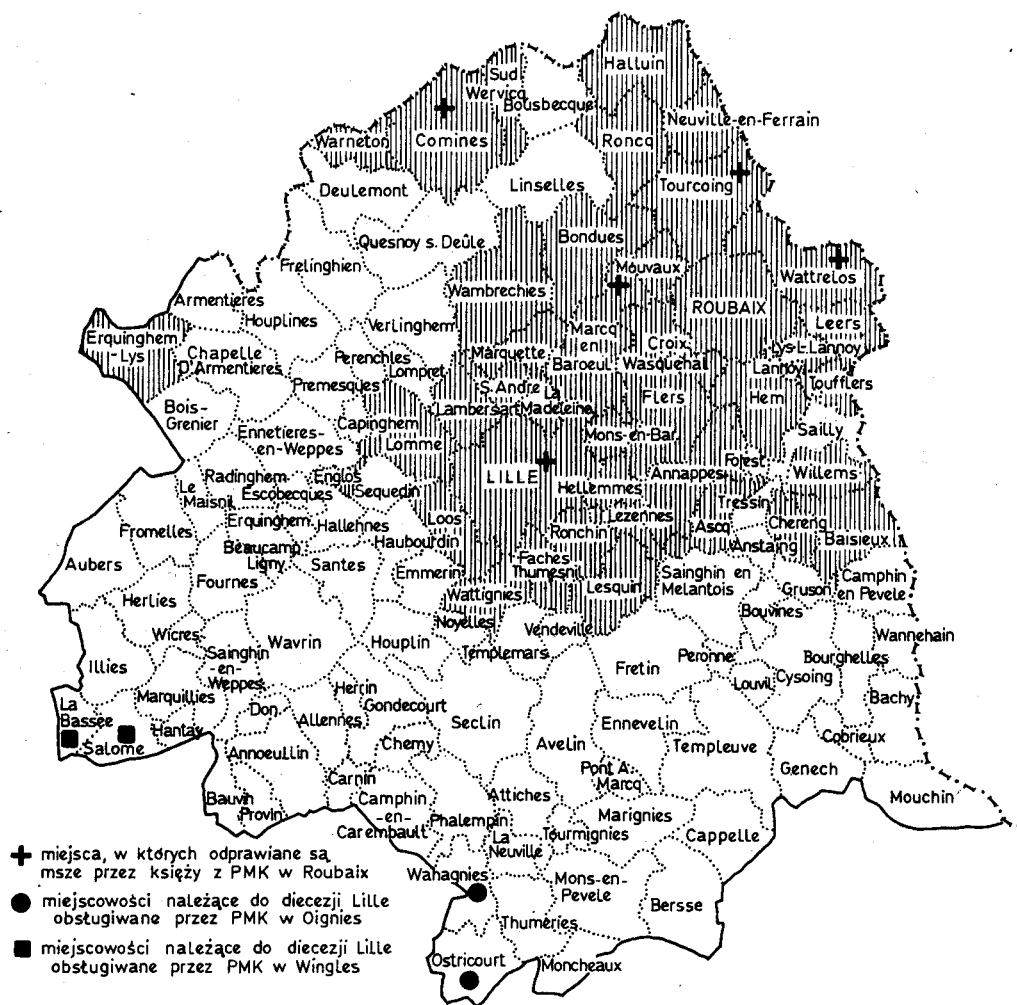 Halluin
Sud
Wervicq
Bousbecque
Neuville-en-Ferrain
Warneton
Comines
Roncq
Deulemont
Linselles
Tourcoing
Quesnoy s. Deûle
Bondues
Frelinghien
Mouvaux
Wattrelos
Armentières
Wambrechies
Houplines
ROUBAIX
Verlinghem
Leers
Erquinghem
-Lys
Marcq
en
Baroeul
Croix
Lys-L-Lannoy
Chapelle
D'Armentieres
Perenchles
Lompret
Marquette
Wasquehal
Lannoy
Premesques
S. Andre
La
Madeleine
Toufflers
Bois-
Grenier
Lambersart
Flers
Hem
Capinghem
Ennetieres-
en-Weppes
Lomme
Mons-en-Bar.
Sailly
Radinghem
Englos
LILLE
Annappes
Forest
Willems
Le
Maisnil
Escobecques
Sequedin
Hellemmes
Tressin
Fromelles
Erquinghem
Hallennes
Loos
Lezennes
Ascq
Chereng
Ronchin
Anstaing
Baisieux
Aubers
Beaucamp
Ligny
Haubourdin
Santes
Faches
Thumesnil
Fournes
Emmerin
Lesquin
Sainghin en
Melantois
Gruson
Camphin
en Pevele
Herlies
Wattignies
Bouvines
Noyelles
Vendeville
Wicres
Wavrin
Houplin
Wannehain
Sainghin
-en-
Weppes
Templemars
Fretin
Peronne
Bourghelles
Illies
Louvil
Cysoing
Marquillies
Herrin
Bachy
La
Bassée
Don
Gondecourt
Allennes
Seclin
Ennevelin
Hantay
Salome
Chemy
Avelin
Templeuve
Cobrieux
Annoeullin
Pont A
Marcq
Genech
Carnin
Attiches
Mouchin
Bauvin
Provin
Camphin
-en-
Carembault
Phalempin
Marignies
La
Neuville
Tourmignies
Cappelle
Wahagnies
Mons-en-
Pevele
Bersse
Thumeries
Ostricourt
Moncheaux
miejsca, w których odprawiane są
msze przez księży z PMK w Roubaix
miejscowości należące do diecezji Lille
obsługiwane przez PMK w Oignies
miejscowości należące do diecezji Lille
obsługiwane przez PMK w Wingles